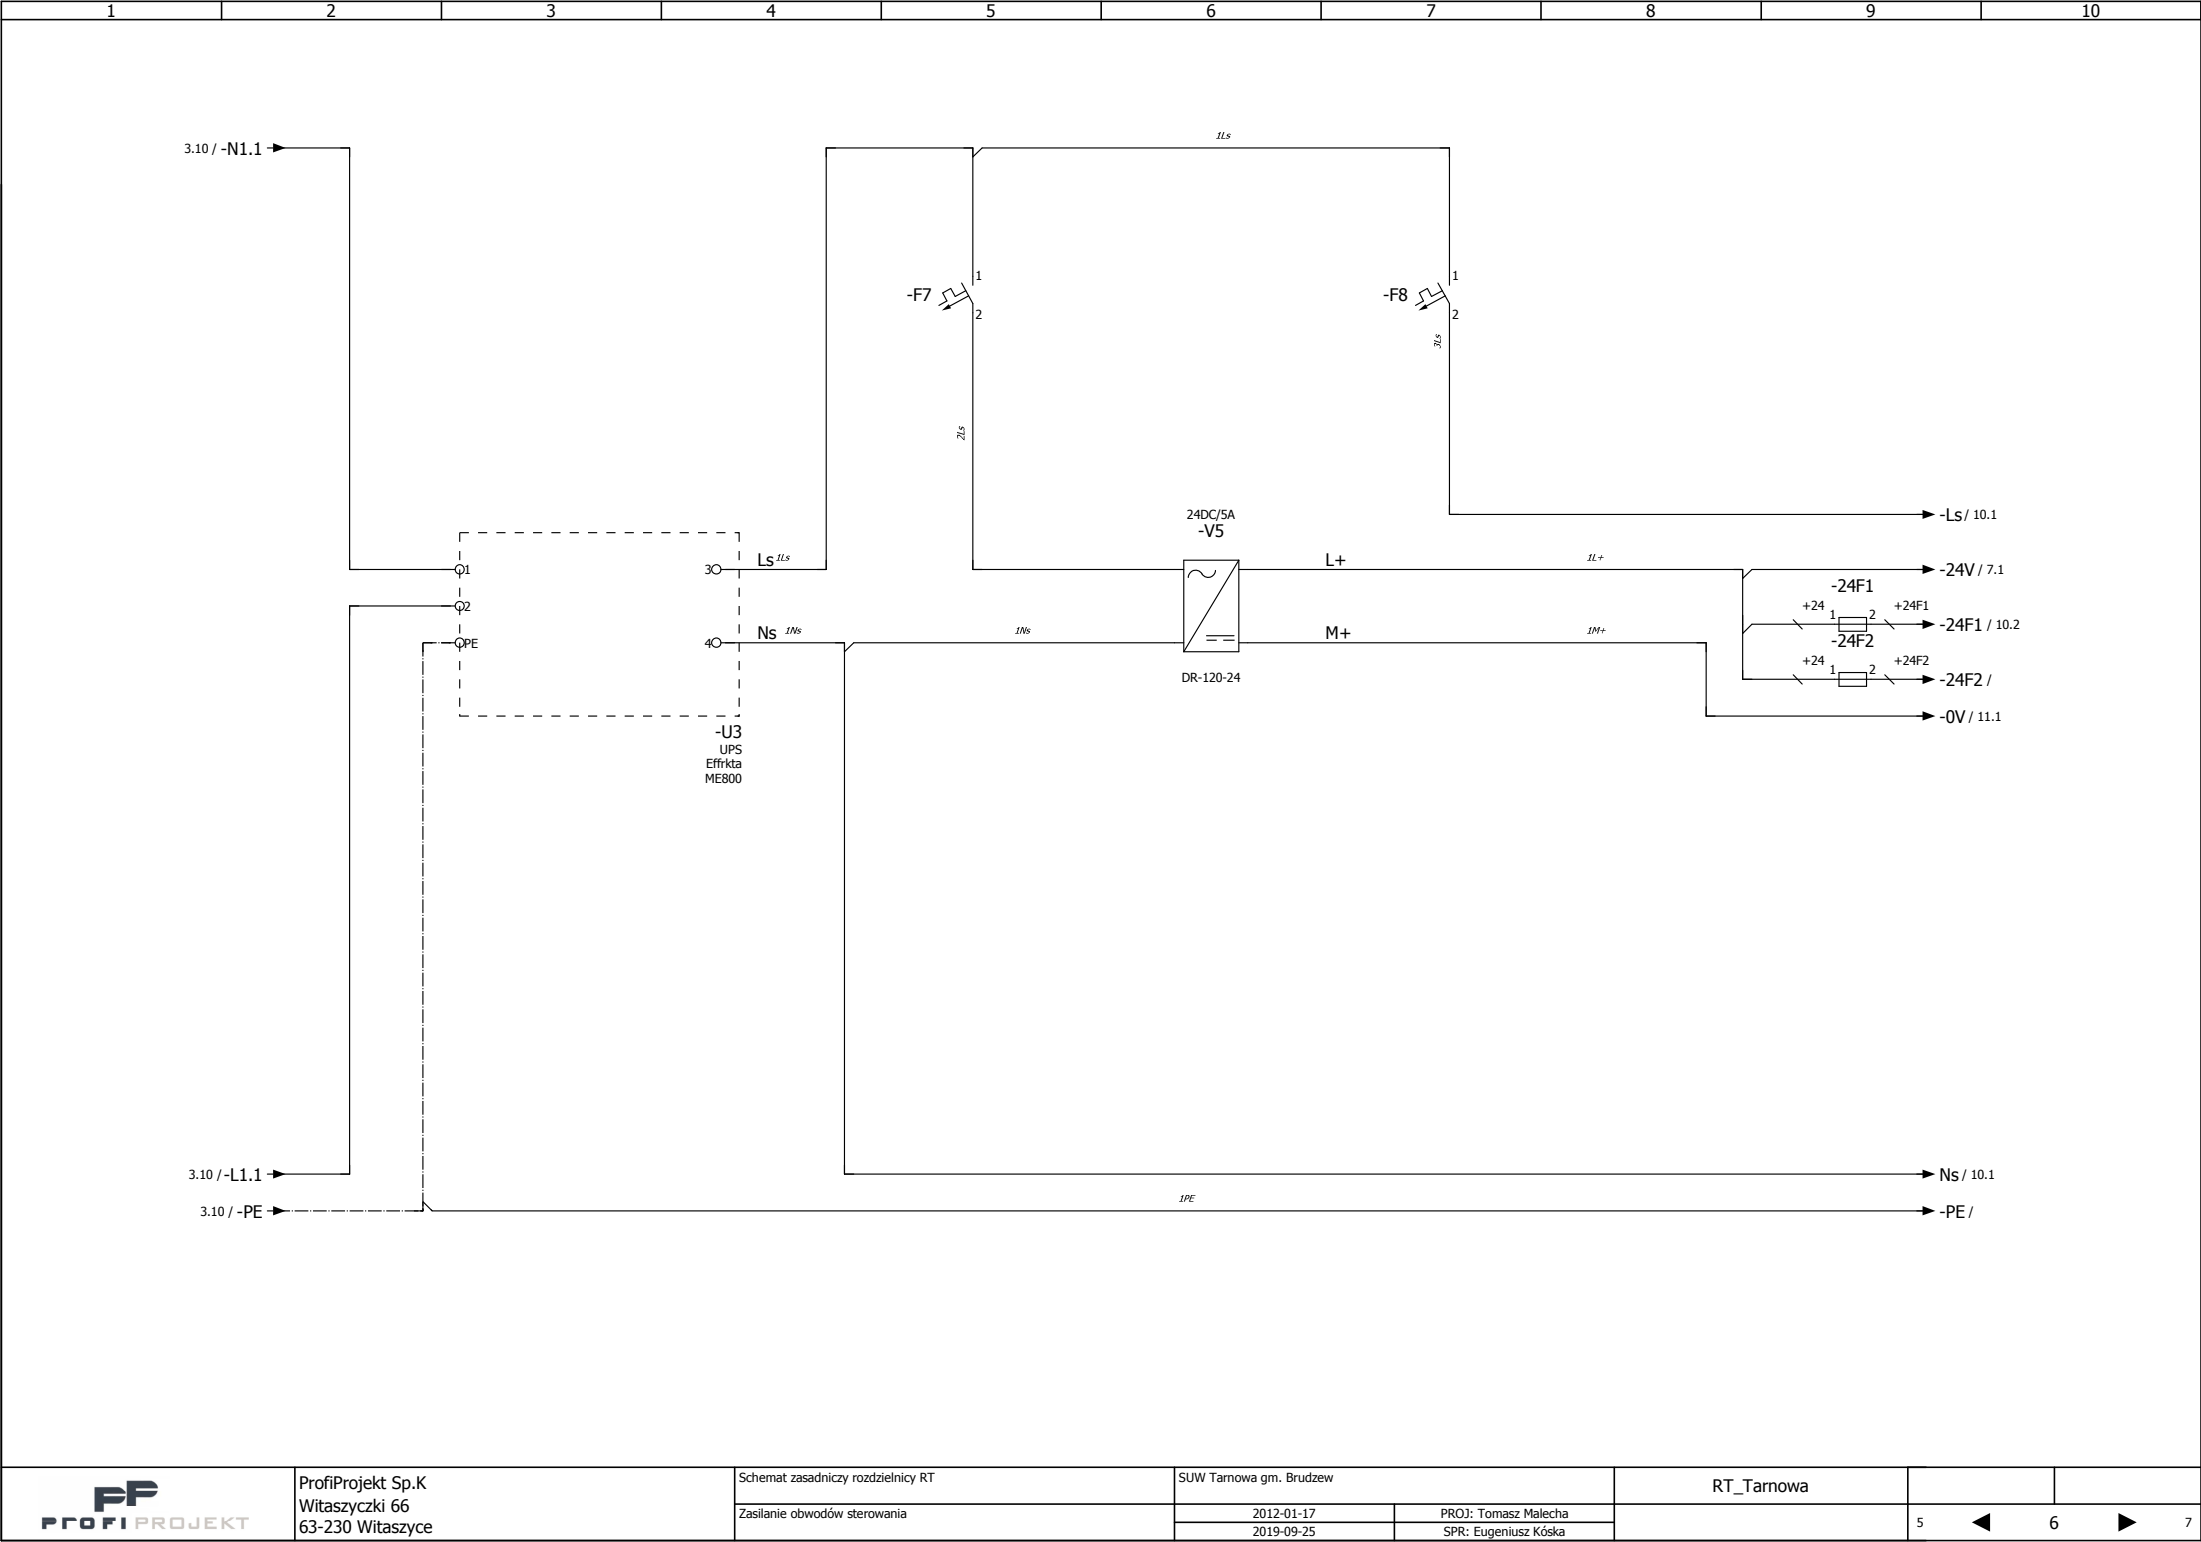 1 2 3 4 5 6 7 8 9 10
1Ls
3.10 / -N1.1
1
1
-F7
-F8
2
2
3Ls
2Ls
24DC/5A
-V5
-Ls / 10.1
1
3
Ls 1Ls
L+
1L+
-24V / 7.1
-24F1
2
+24 1 2 +24F1
-24F1 / 10.2
PE
4
Ns 1Ns
1Ns
M+
1M+
-24F2
+24 1 2 +24F2
DR-120-24
-24F2 /
-0V / 11.1
-U3
UPS
Effrkta
ME800
3.10 / -L1.1
Ns / 10.1
1PE
3.10 / -PE
-PE /
PP
PROFIPROJEKT
ProfiProjekt Sp.K
Witaszyczki 66
63-230 Witaszyce
Schemat zasadniczy rozdzielnicy RT
Zasilanie obwodów sterowania
SUW Tarnowa gm. Brudzew
2012-01-17 PROJ: Tomasz Malecha
2019-09-25 SPR: Eugeniusz Kóska
RT_Tarnowa
5 6 7